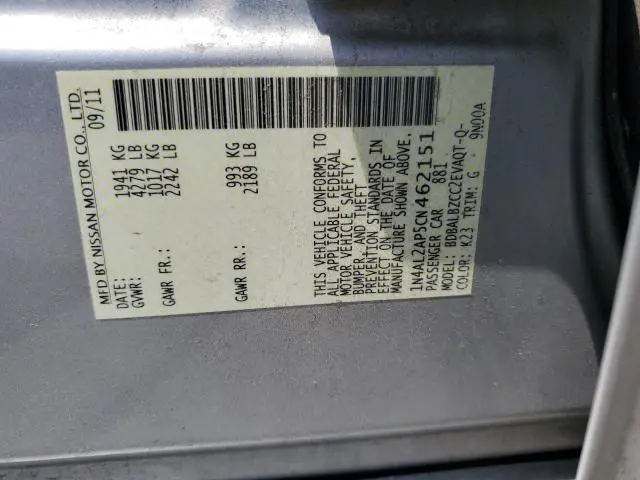 MFD BY NISSAN MOTOR CO., LTD.
DATE: 09/11
GVWR: 1941 KG
4279 LB
GAWR FR: 1017 KG
2242 LB
GAWR RR: 993 KG
2189 LB
THIS VEHICLE CONFORMS TO
ALL APPLICABLE FEDERAL
MOTOR VEHICLE SAFETY,
BUMPER, AND THEFT
PREVENTION STANDARDS IN
EFFECT ON THE DATE OF
MANUFACTURE SHOWN ABOVE.
1N4AL2AP5CN462151
PASSENGER CAR 881
MODEL: BDBALBZCC2EVAQT-Q-
COLOR: K23 TRIM: G 9N00A